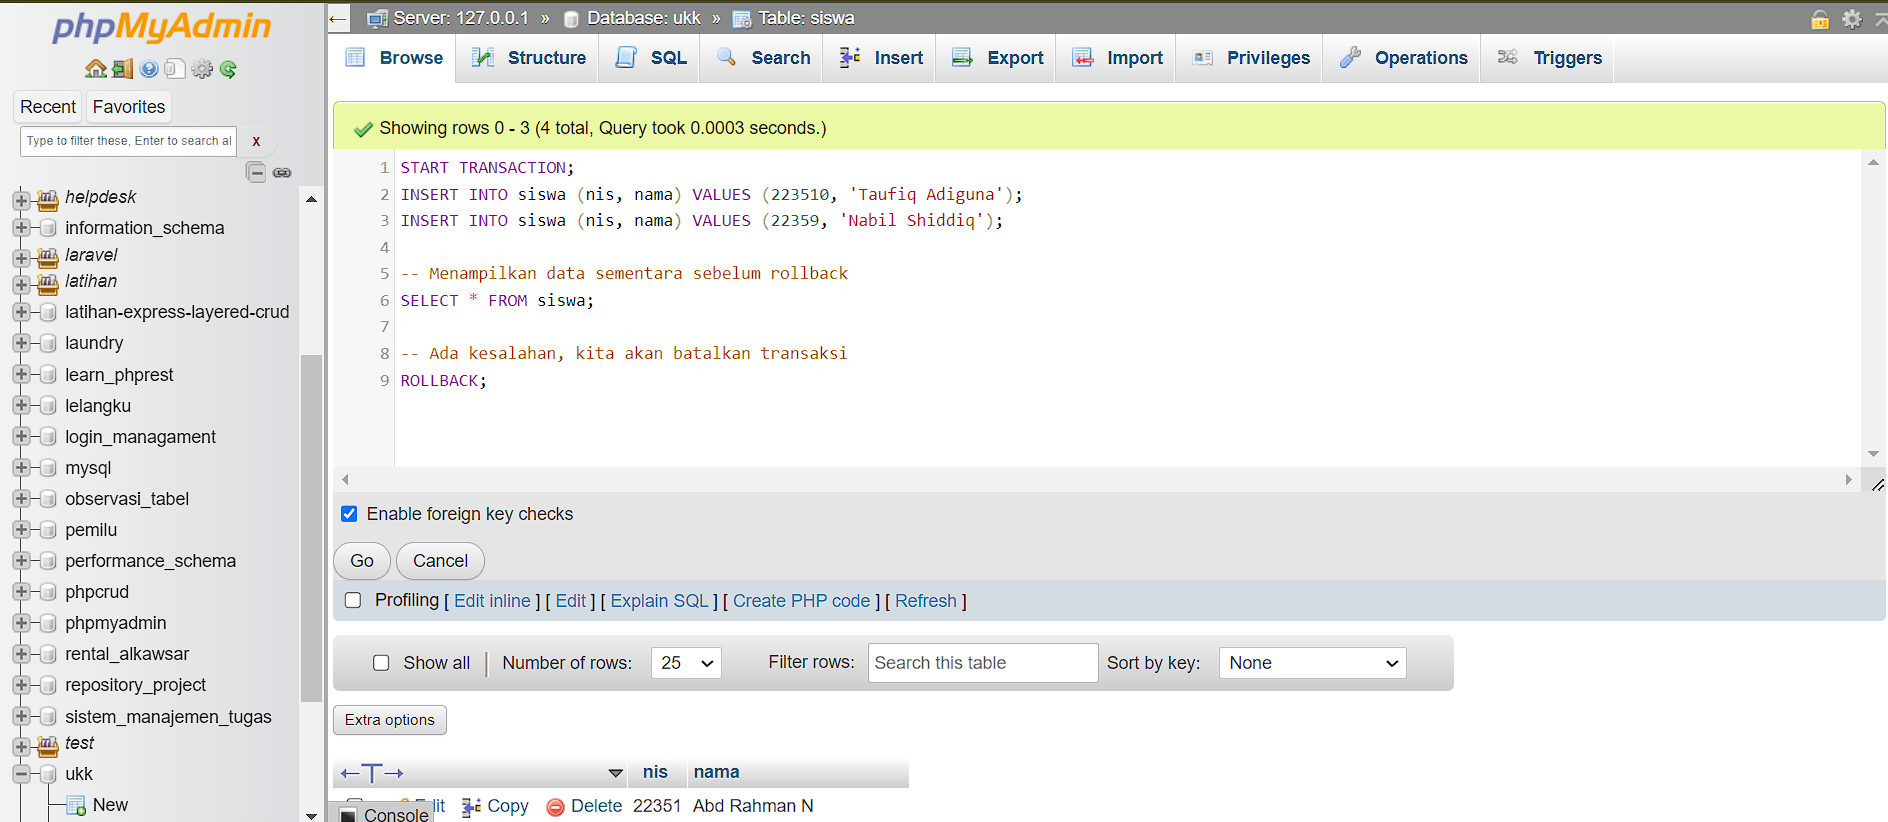 phpMyAdmin
Recent Favorites
Type to filter these, Enter to search al X
helpdesk
information_schema
laravel
latihan
latihan-express-layered-crud
laundry
learn_phprest
lelangku
login_managament
mysql
observasi_tabel
pemilu
performance_schema
phpcrud
phpmyadmin
rental_alkawsar
repository_project
sistem_manajemen_tugas
test
ukk
New
Server: 127.0.0.1 » Database: ukk » Table: siswa
Browse Structure SQL Search Insert Export Import Privileges Operations Triggers
Showing rows 0 - 3 (4 total, Query took 0.0003 seconds.)
1 START TRANSACTION;
2 INSERT INTO siswa (nis, nama) VALUES (223510, 'Taufiq Adiguna');
3 INSERT INTO siswa (nis, nama) VALUES (22359, 'Nabil Shiddiq');
4
5 -- Menampilkan data sementara sebelum rollback
6 SELECT * FROM siswa;
7
8 -- Ada kesalahan, kita akan batalkan transaksi
9 ROLLBACK;
Enable foreign key checks
Go Cancel
Profiling [ Edit inline ] [ Edit ] [ Explain SQL ] [ Create PHP code ] [ Refresh ]
Show all Number of rows: 25 Filter rows: Search this table Sort by key: None
Extra options
←T→ nis nama
Copy Delete 22351 Abd Rahman N
Console